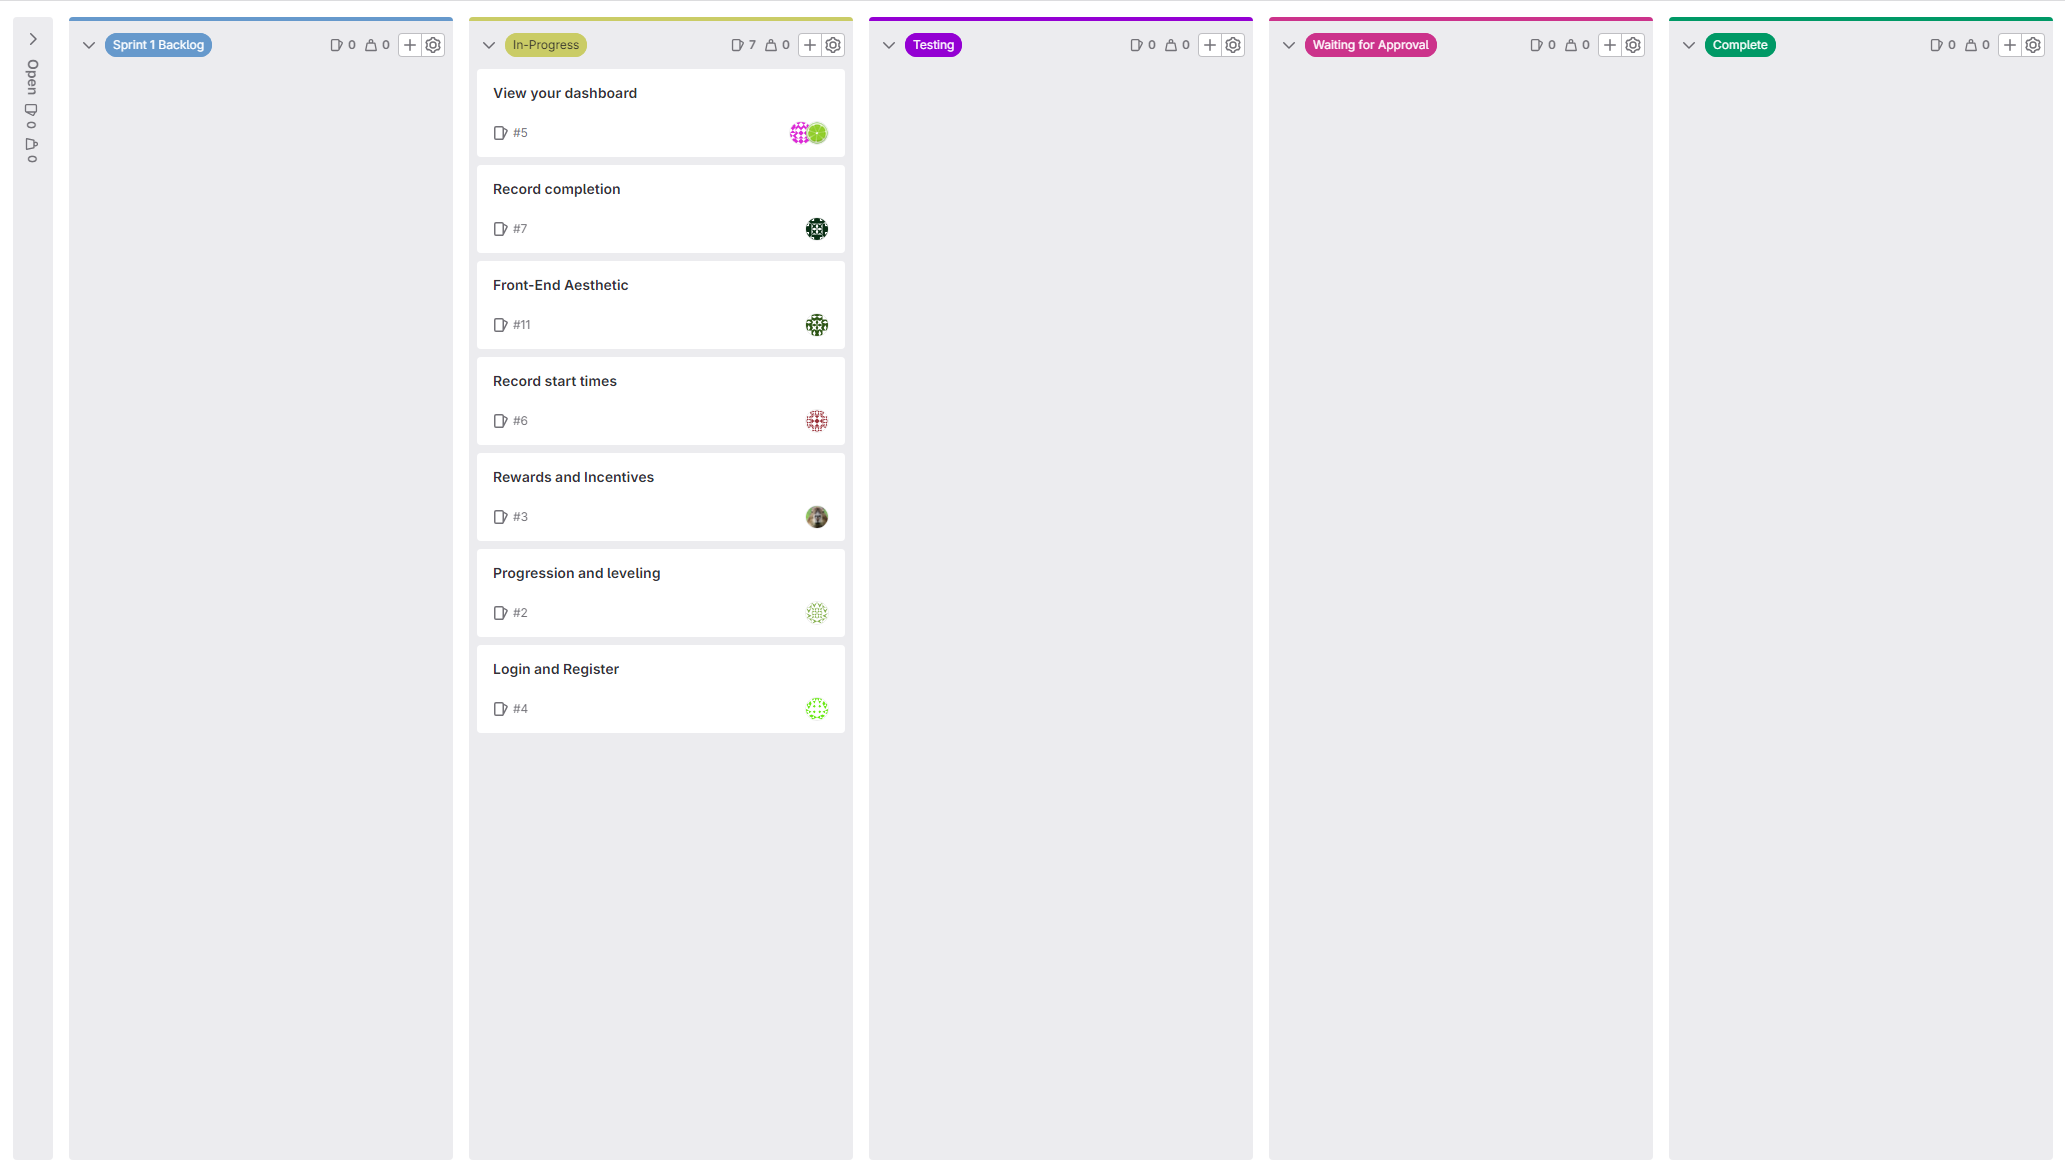 Open 0 0
Sprint 1 Backlog 0 0
In-Progress 7 0
View your dashboard
#5
Record completion
#7
Front-End Aesthetic
#11
Record start times
#6
Rewards and Incentives
#3
Progression and leveling
#2
Login and Register
#4
Testing 0 0
Waiting for Approval 0 0
Complete 0 0